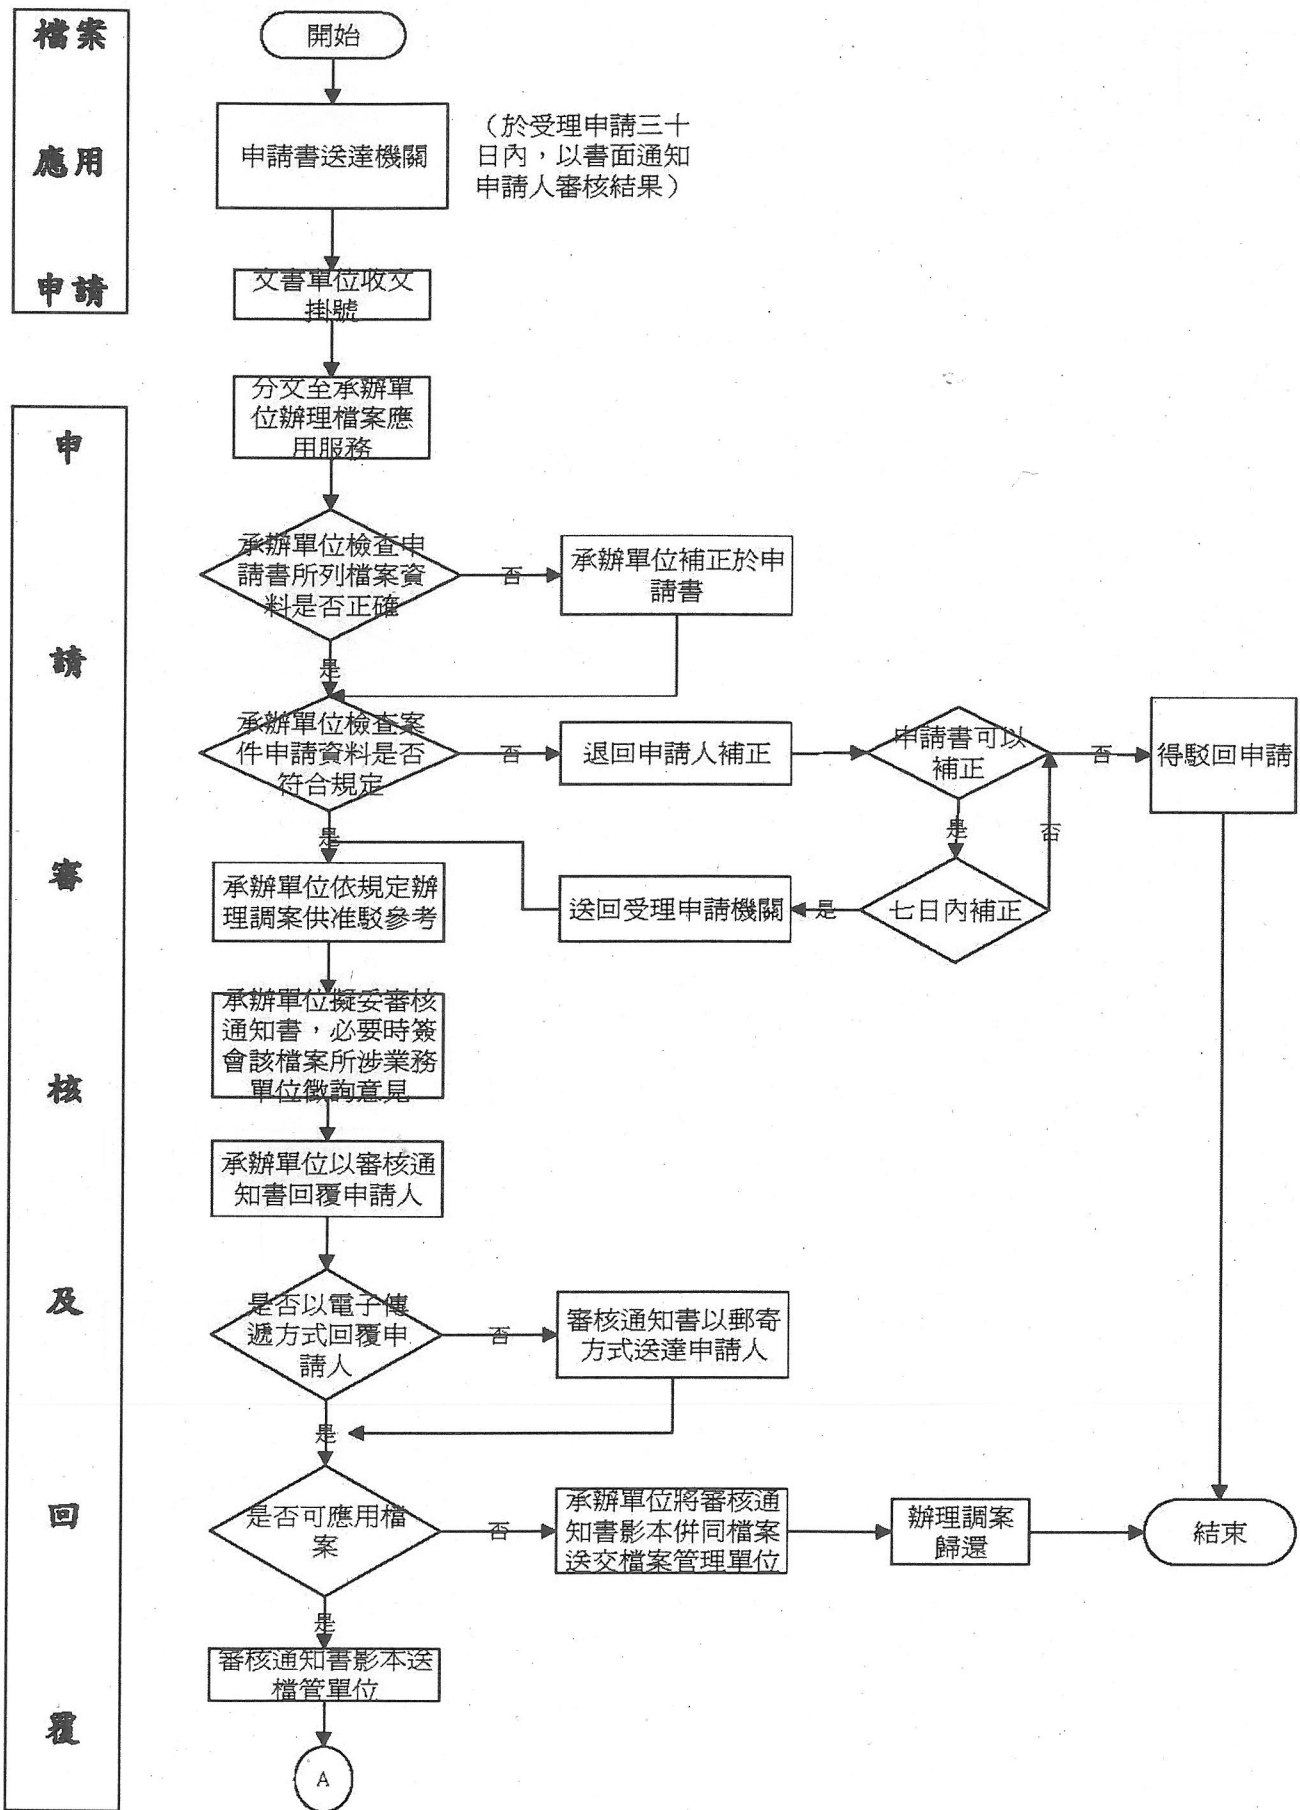 檔案
應用
申請
開始
申請書送達機關
（於受理申請三十
日內，以書面通知
申請人審核結果）
文書單位收文
掛號
申
請
審
核
及
回
覆
分文至承辦單
位辦理檔案應
用服務
承辦單位檢查申
請書所列檔案資
料是否正確
否
承辦單位補正於申
請書
是
承辦單位檢查案
件申請資料是否
符合規定
否
退回申請人補正
申請書可以
補正
否
得駁回申請
是
是
否
承辦單位依規定辦
理調案供准駁參考
送回受理申請機關
是
七日內補正
承辦單位擬妥審核
通知書，必要時簽
會該檔案所涉業務
單位徵詢意見
承辦單位以審核通
知書回覆申請人
是否以電子傳
遞方式回覆申
請人
否
審核通知書以郵寄
方式送達申請人
是
是否可應用檔
案
否
承辦單位將審核通
知書影本併同檔案
送交檔案管理單位
辦理調案
歸還
結束
是
審核通知書影本送
檔管單位
A